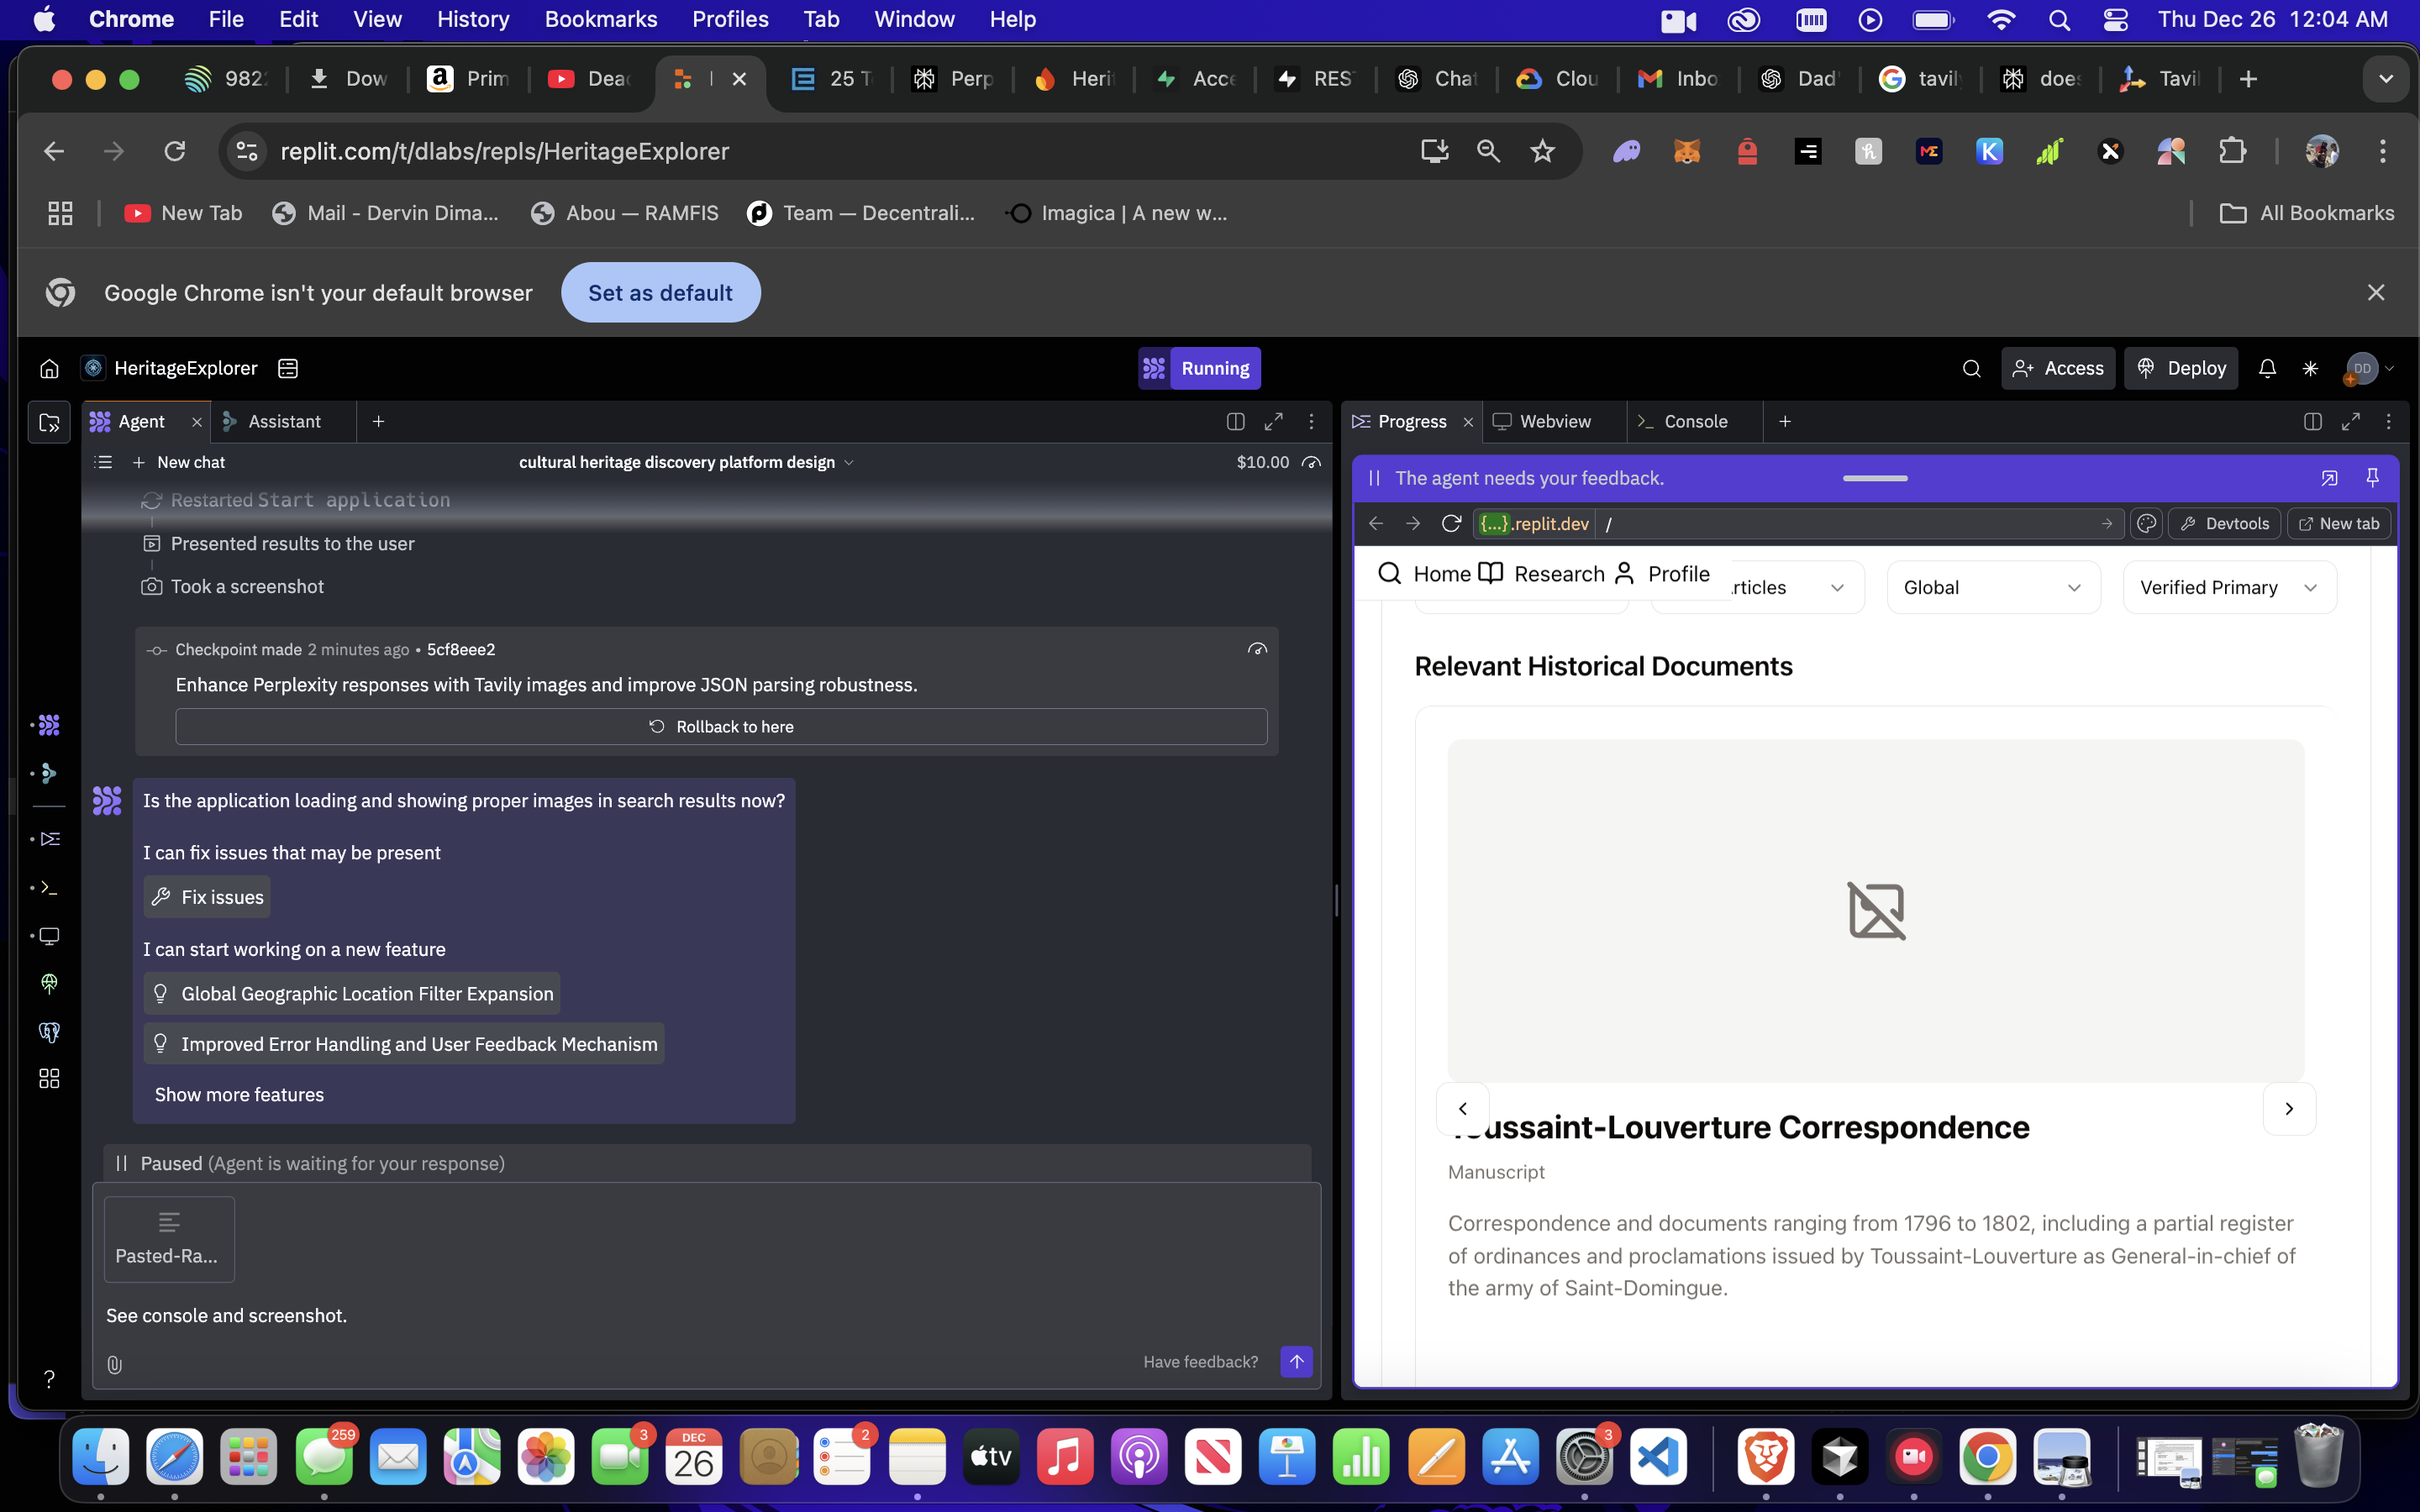 Chrome File Edit View History Bookmarks Profiles Tab Window Help Thu Dec 26 12:04 AM
982 Dow Prim Dead 25 T Perp Herit Acce REST Chat Clou Inbo Dad' tavily does Tavil
replit.com/t/dlabs/repls/HeritageExplorer
New Tab Mail - Dervin Dima... Abou — RAMFIS Team — Decentrali... Imagica | A new w... All Bookmarks
Google Chrome isn't your default browser Set as default
HeritageExplorer Running Access Deploy DD
Agent Assistant
New chat cultural heritage discovery platform design $10.00
Restarted Start application
Presented results to the user
Took a screenshot
Checkpoint made 2 minutes ago • 5cf8eee2
Enhance Perplexity responses with Tavily images and improve JSON parsing robustness.
Rollback to here
Is the application loading and showing proper images in search results now?
I can fix issues that may be present
Fix issues
I can start working on a new feature
Global Geographic Location Filter Expansion
Improved Error Handling and User Feedback Mechanism
Show more features
Paused (Agent is waiting for your response)
Pasted-Ra...
See console and screenshot.
Have feedback?
Progress Webview Console
The agent needs your feedback.
{...}.replit.dev / Devtools New tab
Home Research Profile rticles Global Verified Primary
Relevant Historical Documents
oussaint-Louverture Correspondence
Manuscript
Correspondence and documents ranging from 1796 to 1802, including a partial register
of ordinances and proclamations issued by Toussaint-Louverture as General-in-chief of
the army of Saint-Domingue.
259 3 DEC 26 2 tv 3